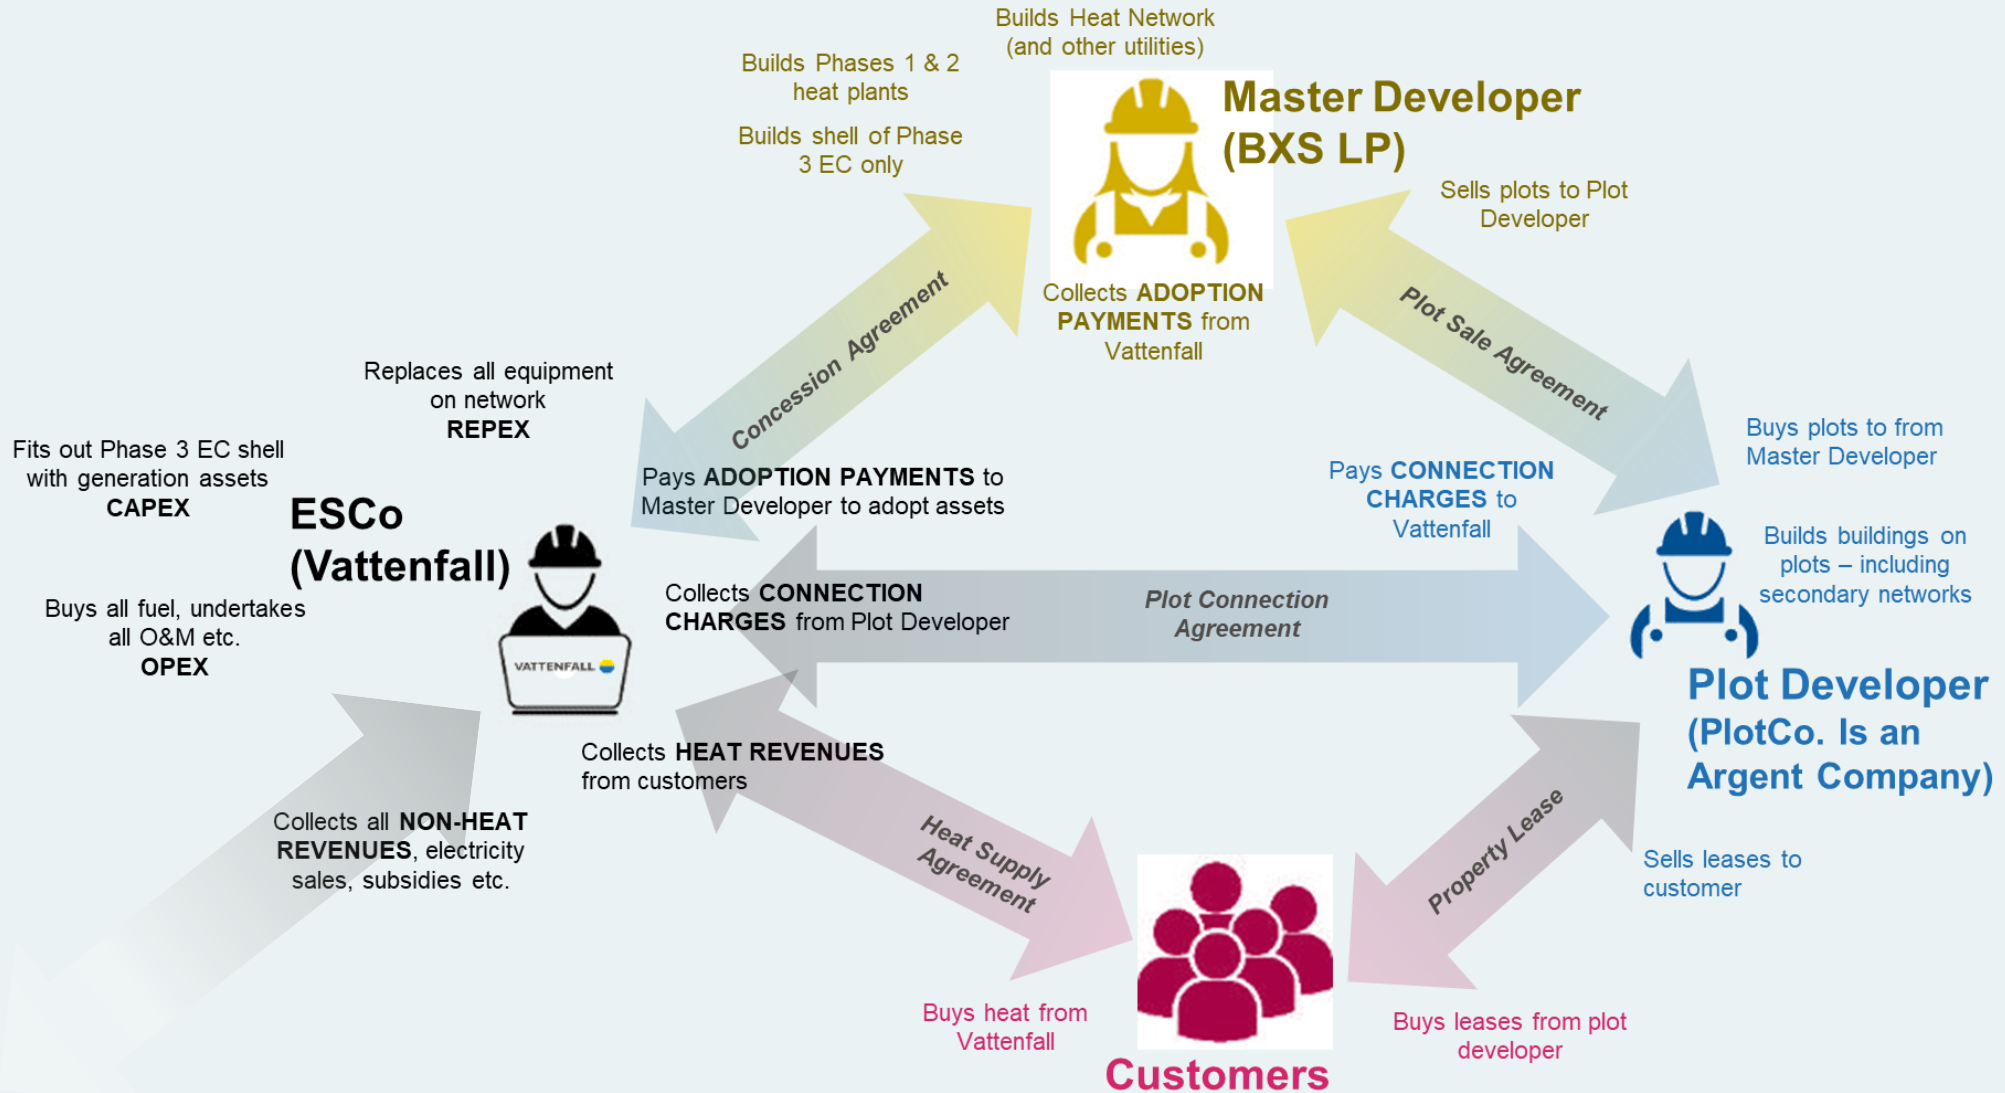 Builds Heat Network
(and other utilities)
Builds Phases 1 & 2
heat plants
Builds shell of Phase
3 EC only
Master Developer
(BXS LP)
Sells plots to Plot
Developer
Collects ADOPTION
PAYMENTS from
Vattenfall
Concession Agreement
Plot Sale Agreement
Replaces all equipment
on network
REPEX
Fits out Phase 3 EC shell
with generation assets
CAPEX
ESCo
(Vattenfall)
Buys all fuel, undertakes
all O&M etc.
OPEX
VATTENFALL
Pays ADOPTION PAYMENTS to
Master Developer to adopt assets
Collects CONNECTION
CHARGES from Plot Developer
Plot Connection
Agreement
Pays CONNECTION
CHARGES to
Vattenfall
Buys plots to from
Master Developer
Builds buildings on
plots – including
secondary networks
Plot Developer
(PlotCo. Is an
Argent Company)
Collects HEAT REVENUES
from customers
Collects all NON-HEAT
REVENUES, electricity
sales, subsidies etc.
Heat Supply
Agreement
Property Lease
Sells leases to
customer
Buys heat from
Vattenfall
Buys leases from plot
developer
Customers